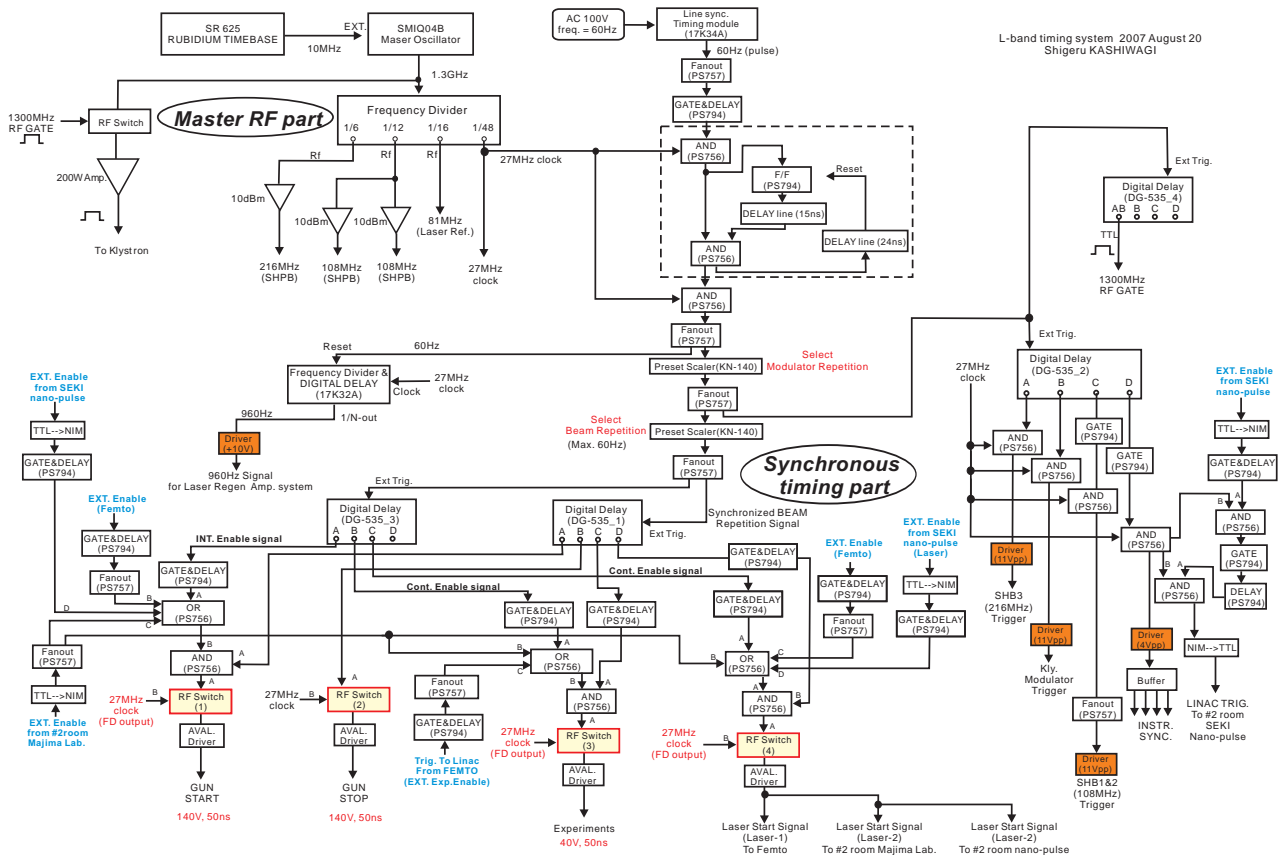 L-band timing system 2007 August 20
Shigeru KASHIWAGI
SR 625
RUBIDIUM TIMEBASE
EXT.
10MHz
SMIQ04B
Maser Oscillator
1.3GHz
AC 100V
freq. = 60Hz
Line sync.
Timing module
(17K34A)
60Hz (pulse)
Fanout
(PS757)
GATE&DELAY
(PS794)
1300MHz
RF GATE
RF Switch
Master RF part
Frequency Divider
1/6
1/12
1/16
1/48
Rf
Rf
Rf
27MHz clock
200W Amp.
To Klystron
10dBm
10dBm
10dBm
216MHz
(SHPB)
108MHz
(SHPB)
108MHz
(SHPB)
81MHz
(Laser Ref.)
27MHz
clock
AND
(PS756)
F/F
(PS794)
Reset
DELAY line (15ns)
DELAY line (24ns)
AND
(PS756)
AND
(PS756)
Fanout
(PS757)
Ext Trig.
Digital Delay
(DG-535_4)
AB
B
C
D
TTL
1300MHz
RF GATE
Reset
60Hz
Frequency Divider &
DIGITAL DELAY
(17K32A)
Clock
27MHz
clock
960Hz
1/N-out
Driver
(+10V)
960Hz Signal
for Laser Regen Amp. system
Preset Scaler(KN-140)
Select
Modulator Repetition
Fanout
(PS757)
Select
Beam Repetition
(Max. 60Hz)
Preset Scaler(KN-140)
Fanout
(PS757)
Synchronous
timing part
Synchronized BEAM
Repetition Signal
Ext Trig.
Digital Delay
(DG-535_3)
A
B
C
D
Digital Delay
(DG-535_1)
A
B
C
D
Ext Trig.
Ext Trig.
27MHz
clock
Digital Delay
(DG-535_2)
A
B
C
D
AND
(PS756)
AND
(PS756)
GATE
(PS794)
AND
(PS756)
GATE
(PS794)
AND
(PS756)
EXT. Enable
from SEKI
nano-pulse
TTL-->NIM
GATE&DELAY
(PS794)
B
A
AND
(PS756)
GATE
(PS794)
DELAY
(PS794)
B
A
AND
(PS756)
NIM-->TTL
LINAC TRIG.
To #2 room
SEKI
Nano-pulse
Driver
(11Vpp)
SHB3
(216MHz)
Trigger
Driver
(11Vpp)
Kly.
Modulator
Trigger
Driver
(4Vpp)
Buffer
INSTR.
SYNC.
Fanout
(PS757)
Driver
(11Vpp)
SHB1&2
(108MHz)
Trigger
EXT. Enable
from SEKI
nano-pulse
TTL-->NIM
GATE&DELAY
(PS794)
EXT. Enable
(Femto)
GATE&DELAY
(PS794)
Fanout
(PS757)
INT. Enable signal
GATE&DELAY
(PS794)
A
B
D
C
OR
(PS756)
Fanout
(PS757)
TTL-->NIM
EXT. Enable
from #2room
Majima Lab.
B
A
AND
(PS756)
A
B
27MHz
clock
(FD output)
RF Switch
(1)
AVAL.
Driver
GUN
START
140V, 50ns
A
B
27MHz
clock
RF Switch
(2)
AVAL.
Driver
GUN
STOP
140V, 50ns
Cont. Enable signal
Cont. Enable signal
GATE&DELAY
(PS794)
GATE&DELAY
(PS794)
A
B
C
OR
(PS756)
Fanout
(PS757)
GATE&DELAY
(PS794)
Trig. To Linac
From FEMTO
(EXT. Exp.Enable)
B
A
AND
(PS756)
A
B
27MHz
clock
(FD output)
RF Switch
(3)
AVAL.
Driver
Experiments
40V, 50ns
GATE&DELAY
(PS794)
GATE&DELAY
(PS794)
EXT. Enable
(Femto)
GATE&DELAY
(PS794)
Fanout
(PS757)
EXT. Enable
from SEKI
nano-pulse
(Laser)
TTL-->NIM
GATE&DELAY
(PS794)
A
B
C
D
OR
(PS756)
A
B
AND
(PS756)
A
B
27MHz
clock
(FD output)
RF Switch
(4)
AVAL.
Driver
Laser Start Signal
(Laser-1)
To Femto
Laser Start Signal
(Laser-2)
To #2 room Majima Lab.
Laser Start Signal
(Laser-2)
To #2 room nano-pulse